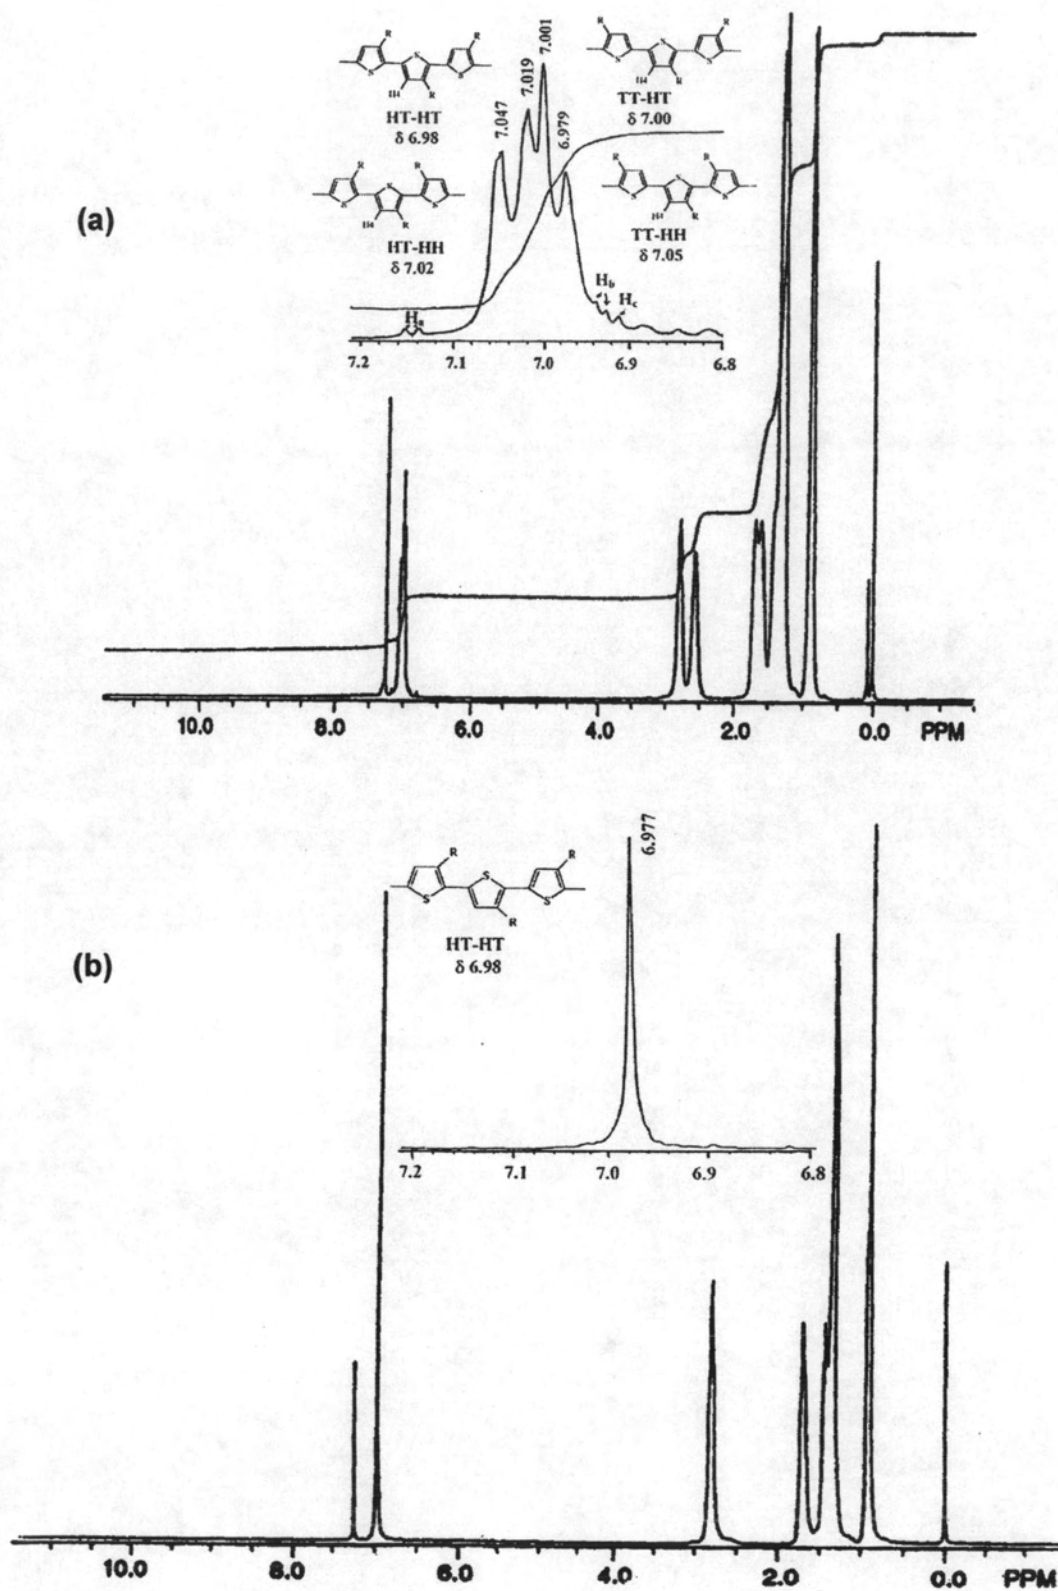 (a)
R
R
S
S
S
H4
R
HT-HT
δ 6.98
R
R
S
S
S
H4
R
HT-HH
δ 7.02
7.047
7.019
7.001
6.979
R
R
S
S
S
H4
R
TT-HT
δ 7.00
R
R
S
S
S
H4
R
TT-HH
δ 7.05
Ha
Hb
Hc
7.2 7.1 7.0 6.9 6.8
10.0 8.0 6.0 4.0 2.0 0.0 PPM
(b)
R
R
S
S
S
R
HT-HT
δ 6.98
6.977
7.2 7.1 7.0 6.9 6.8
10.0 8.0 6.0 4.0 2.0 0.0 PPM